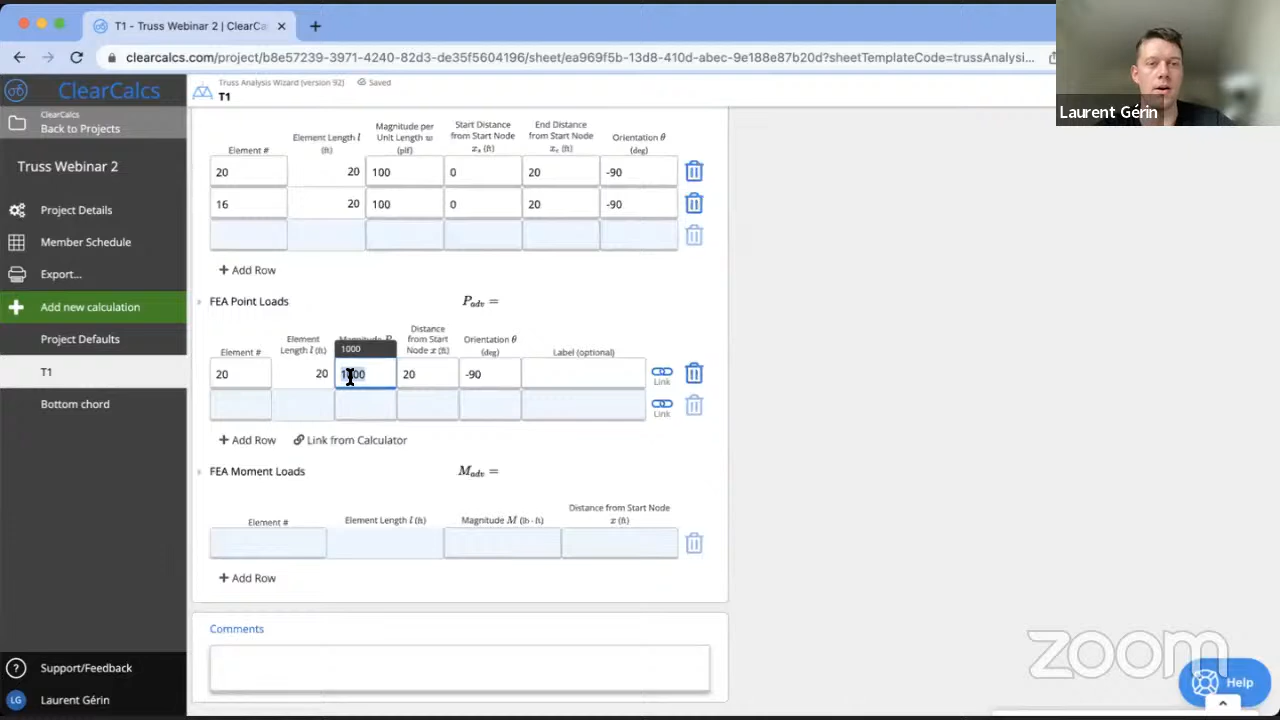 T1 - Truss Webinar 2 | ClearCa
clearcalcs.com/project/b8e57239-3971-4240-82d3-de35f5604196/sheet/ea969f5b-13d8-410d-abec-9e188e87b20d?sheetTemplateCode=trussAnalysi...
Laurent Gérin
ClearCalcs
ClearCalcs
Back to Projects
Truss Webinar 2
Project Details
Member Schedule
Export...
Add new calculation
Project Defaults
T1
Bottom chord
Support/Feedback
LG Laurent Gérin
Truss Analysis Wizard (version 92) Saved
T1
Element # Element Length l (ft) Magnitude per Unit Length w (plf) Start Distance from Start Node xₛ (ft) End Distance from Start Node xₑ (ft) Orientation θ (deg)
20 20 100 0 20 -90
16 20 100 0 20 -90
+ Add Row
FEA Point Loads P_adv =
Element # Element Length l (ft) Magnitude P Distance from Start Node x (ft) Orientation θ (deg) Label (optional)
1000
20 20 1000 20 -90 Link
Link
+ Add Row Link from Calculator
FEA Moment Loads M_adv =
Element # Element Length l (ft) Magnitude M (lb · ft) Distance from Start Node x (ft)
+ Add Row
Comments
zoom
Help